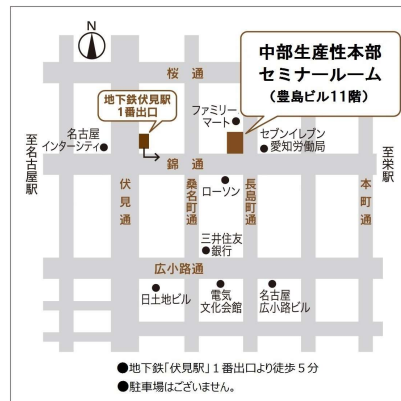 N
中部生産性本部
セミナールーム
（豊島ビル11階）
桜通
地下鉄伏見駅
1番出口
ファミリー
マート
セブンイレブン
愛知労働局
名古屋
インターシティ
至名古屋駅
至栄駅
錦通
ローソン
伏見通
桑名町通
長島町通
本町通
三井住友
銀行
広小路通
日土地ビル
電気
文化会館
名古屋
広小路ビル
●地下鉄「伏見駅」1番出口より徒歩5分
●駐車場はございません。